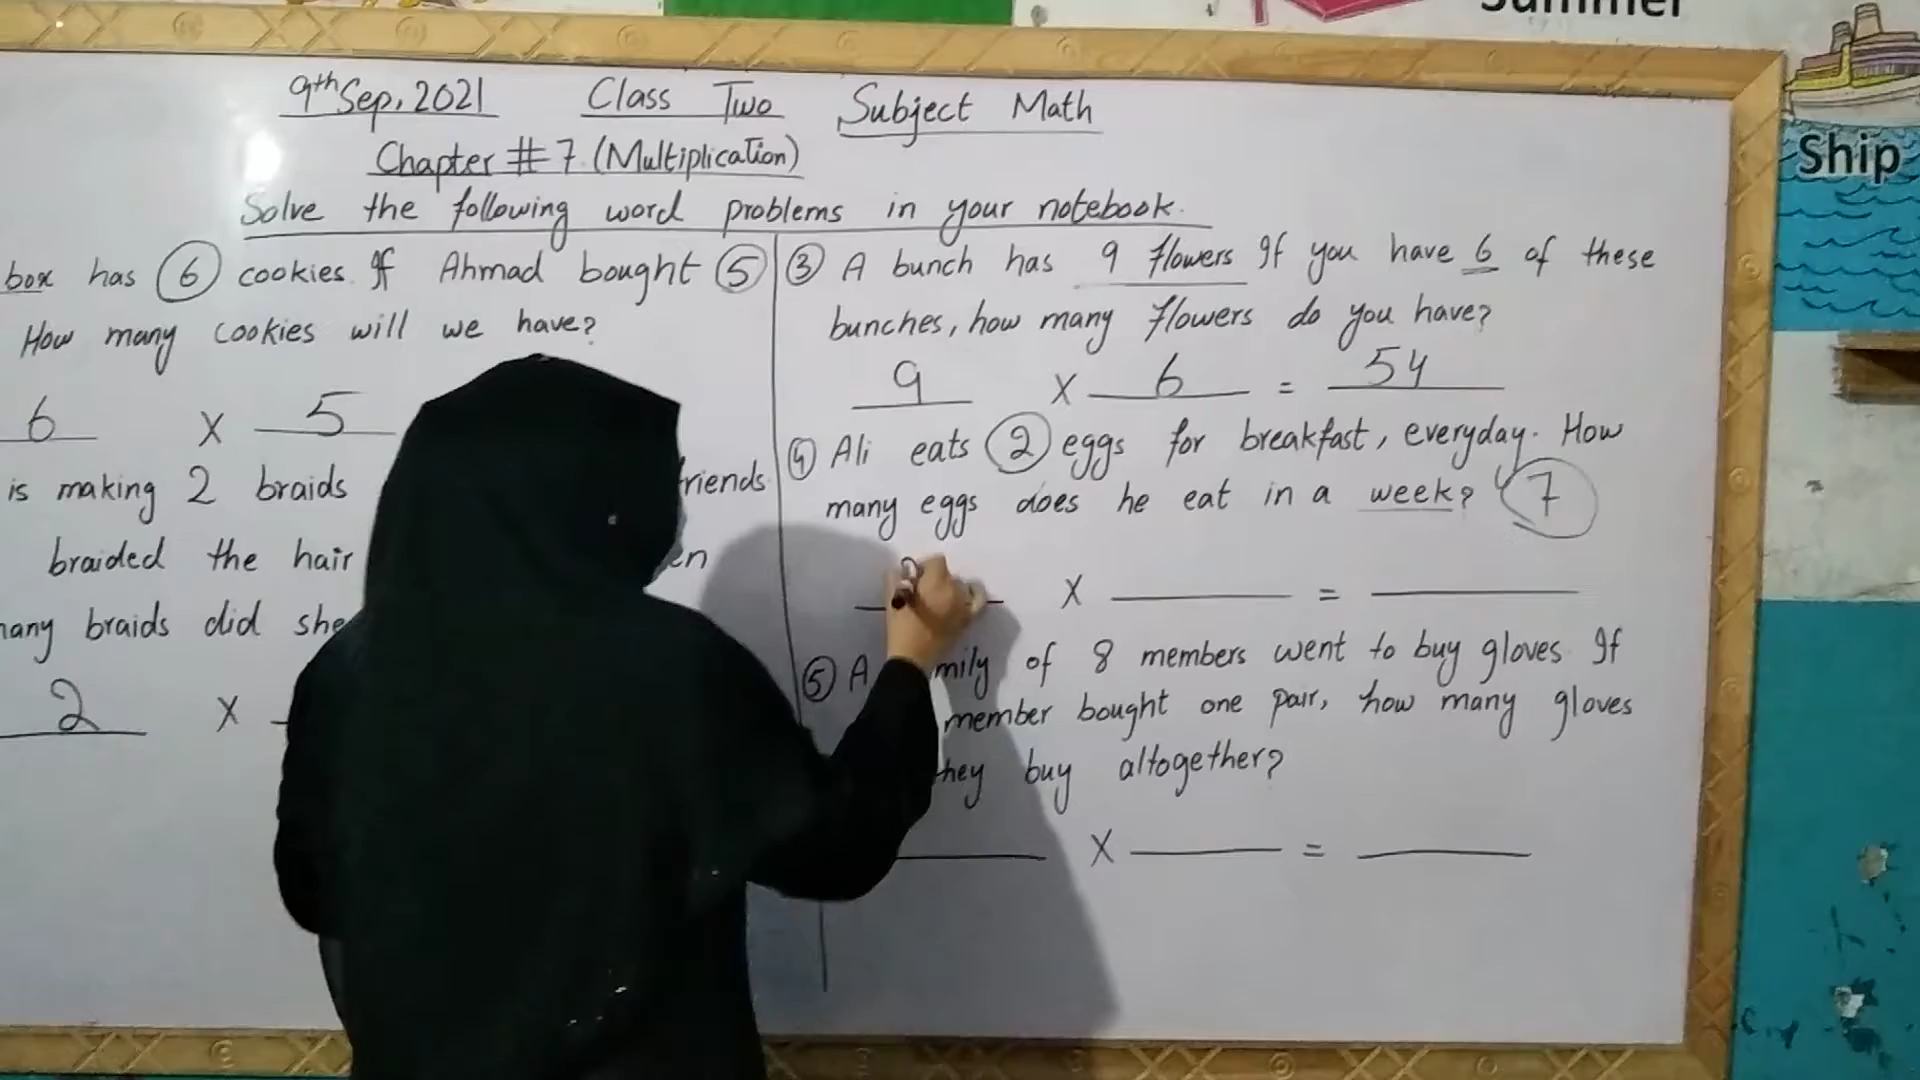 Summer
Ship
9th Sep, 2021 Class Two Subject Math
Chapter # 7 (Multiplication)
Solve the following word problems in your notebook.
box has 6 cookies. If Ahmad bought 5
How many cookies will we have?
6 X 5
is making 2 braids friends
braided the hair
braids did she
2 X
③ A bunch has 9 flowers If you have 6 of these
bunches, how many flowers do you have?
9 X 6 = 54
④ Ali eats 2 eggs for breakfast, everyday. How
many eggs does he eat in a week? 7
X =
⑤ A of 8 members went to buy gloves If
member bought one pair, how many gloves
buy altogether?
X =